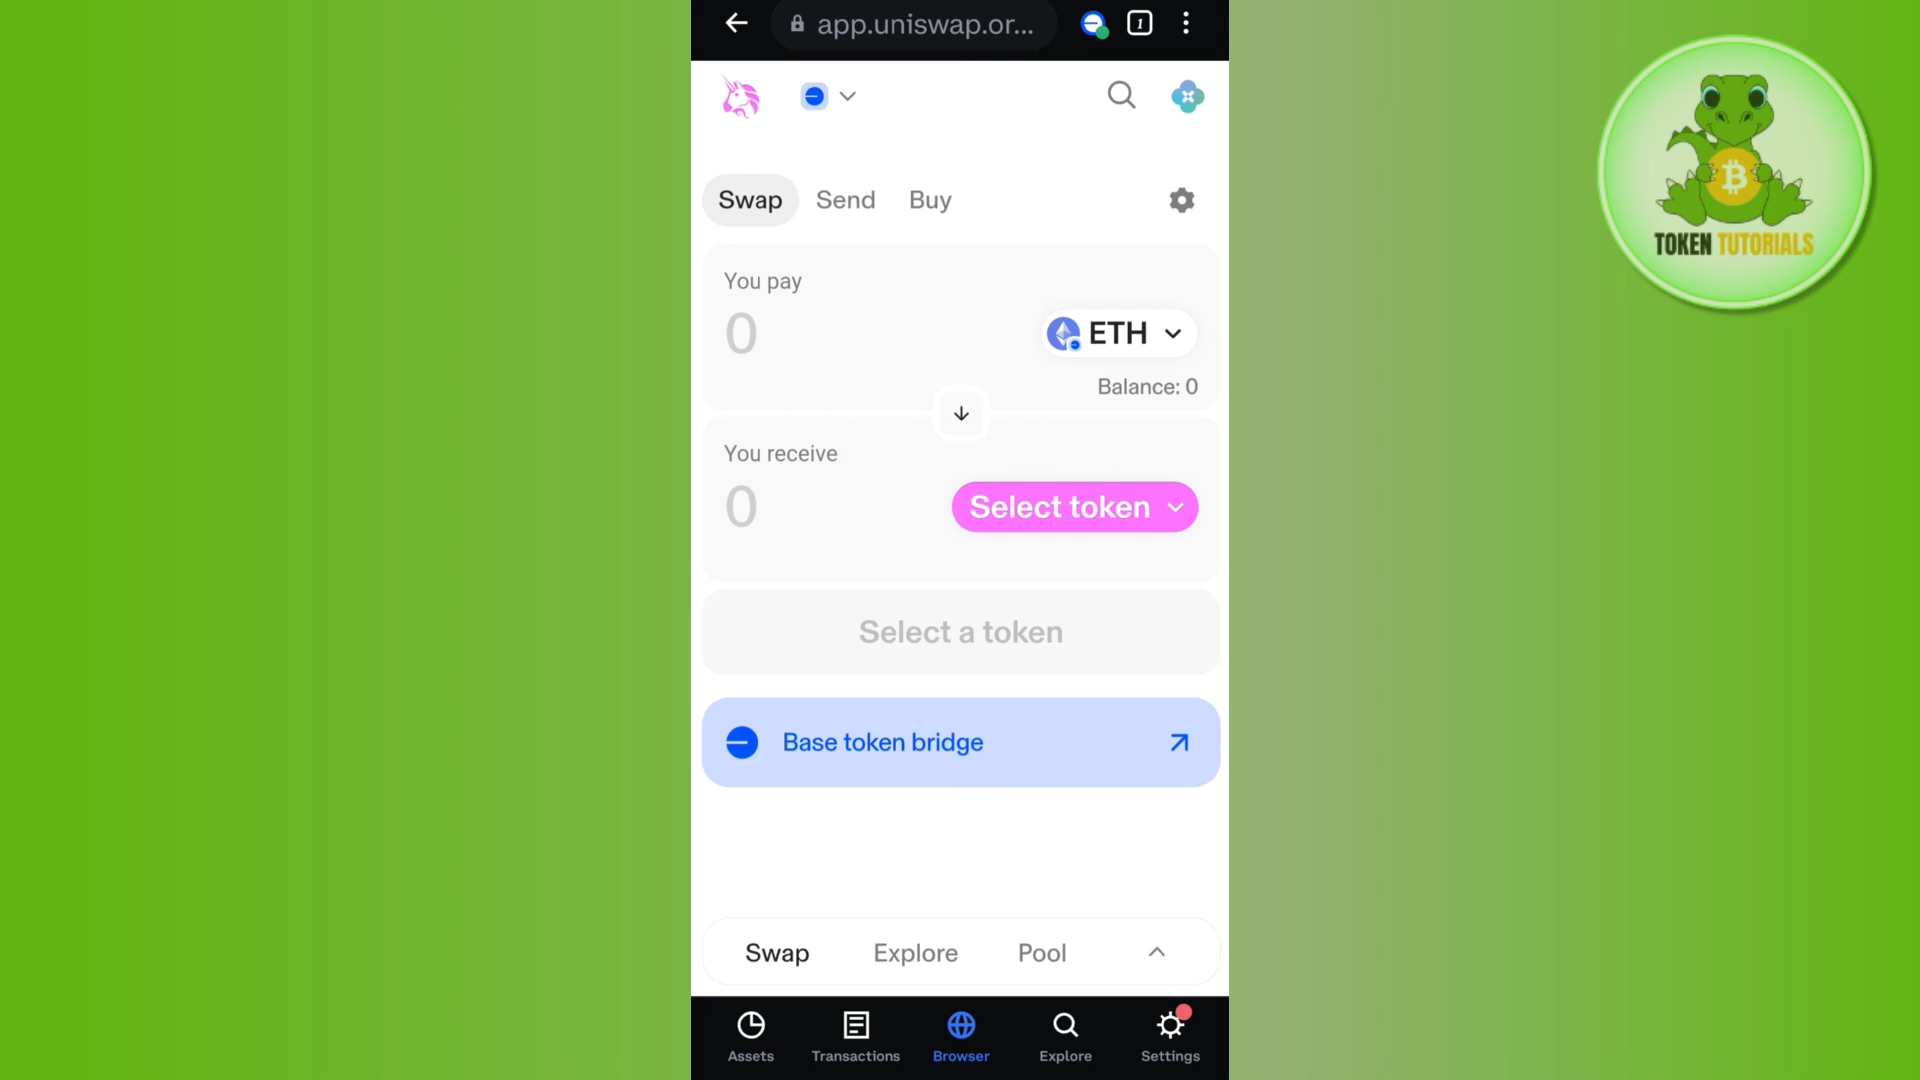 app.uniswap.or...
1
Swap Send Buy
You pay
0
ETH
Balance: 0
You receive
0
Select token
Select a token
Base token bridge
Swap Explore Pool
Assets Transactions Browser Explore Settings
TOKEN TUTORIALS